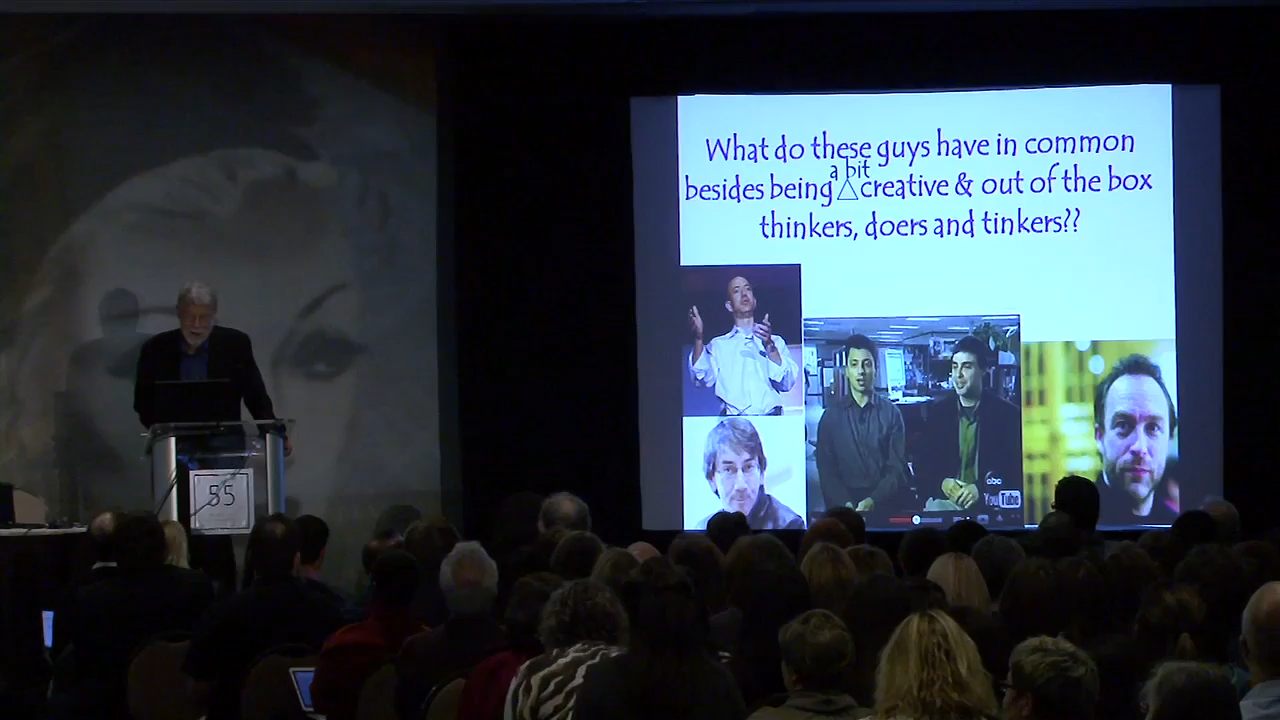 What do these guys have in common
a bit
besides being △ creative & out of the box
thinkers, doers and tinkers??
abc
YouTube
55